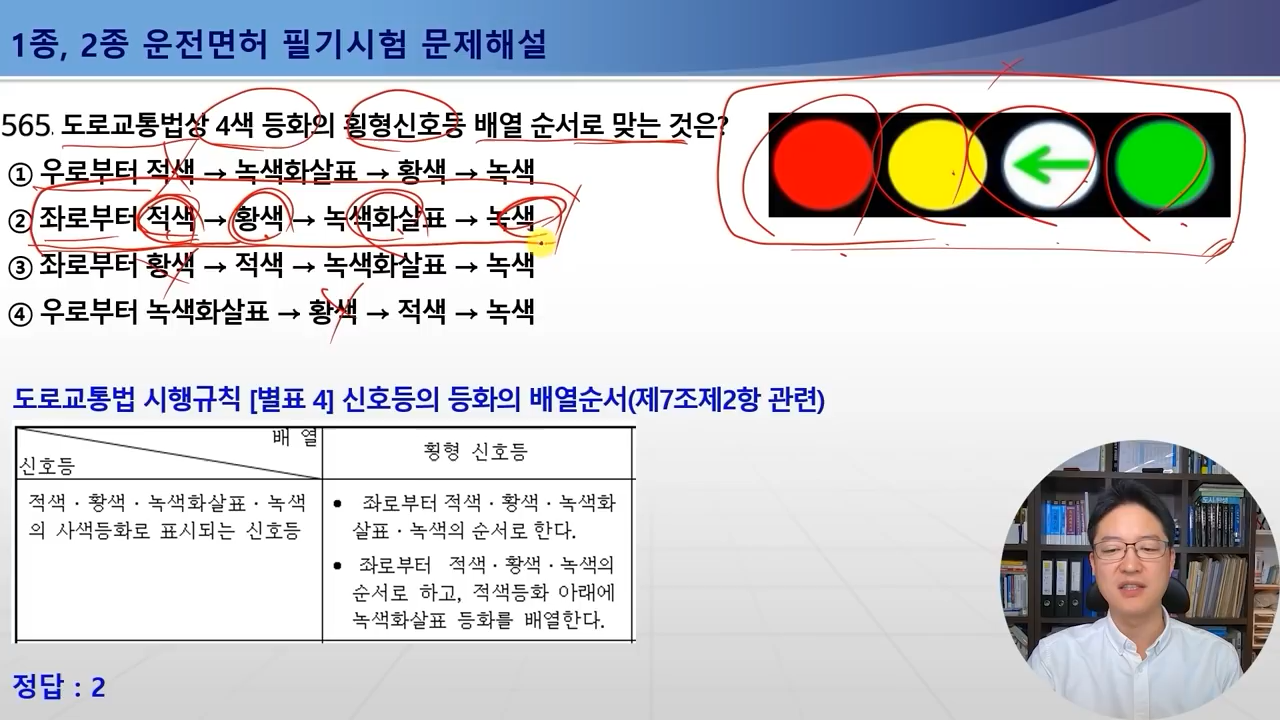 1종, 2종 운전면허 필기시험 문제해설
565. 도로교통법상 4색 등화의 횡형신호등 배열 순서로 맞는 것은?
① 우로부터 적색 → 녹색화살표 → 황색 → 녹색
② 좌로부터 적색 → 황색 → 녹색화살표 → 녹색
③ 좌로부터 황색 → 적색 → 녹색화살표 → 녹색
④ 우로부터 녹색화살표 → 황색 → 적색 → 녹색
도로교통법 시행규칙 [별표 4] 신호등의 등화의 배열순서(제7조제2항 관련)
배 열
신호등
횡형 신호등
적색 · 황색 · 녹색화살표 · 녹색
의 사색등화로 표시되는 신호등
• 좌로부터 적색 · 황색 · 녹색화
살표 · 녹색의 순서로 한다.
• 좌로부터 적색 · 황색 · 녹색의
순서로 하고, 적색등화 아래에
녹색화살표 등화를 배열한다.
정답 : 2